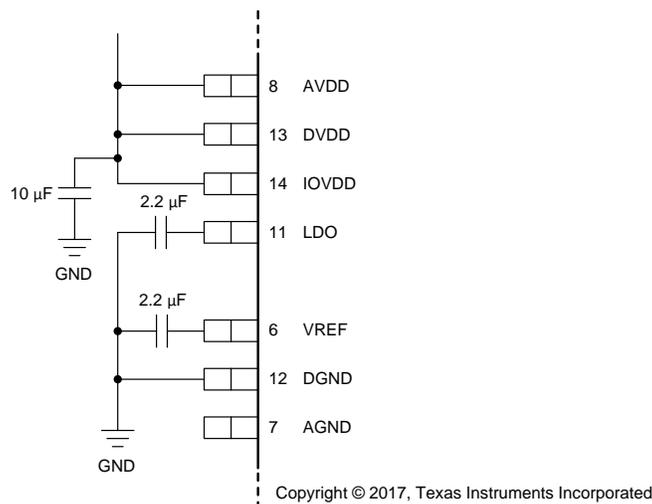 8 AVDD
13 DVDD
14 IOVDD
10 µF
2.2 µF
11 LDO
GND
2.2 µF
6 VREF
12 DGND
7 AGND
GND
Copyright © 2017, Texas Instruments Incorporated